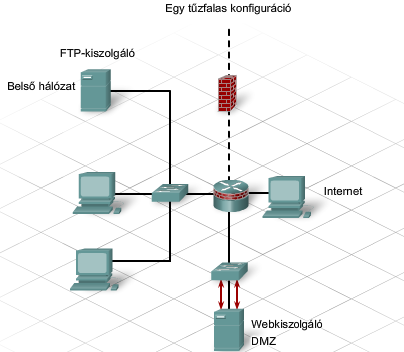 Egy tűzfalas konfiguráció
FTP-kiszolgáló
Belső hálózat
Internet
Webkiszolgáló
DMZ